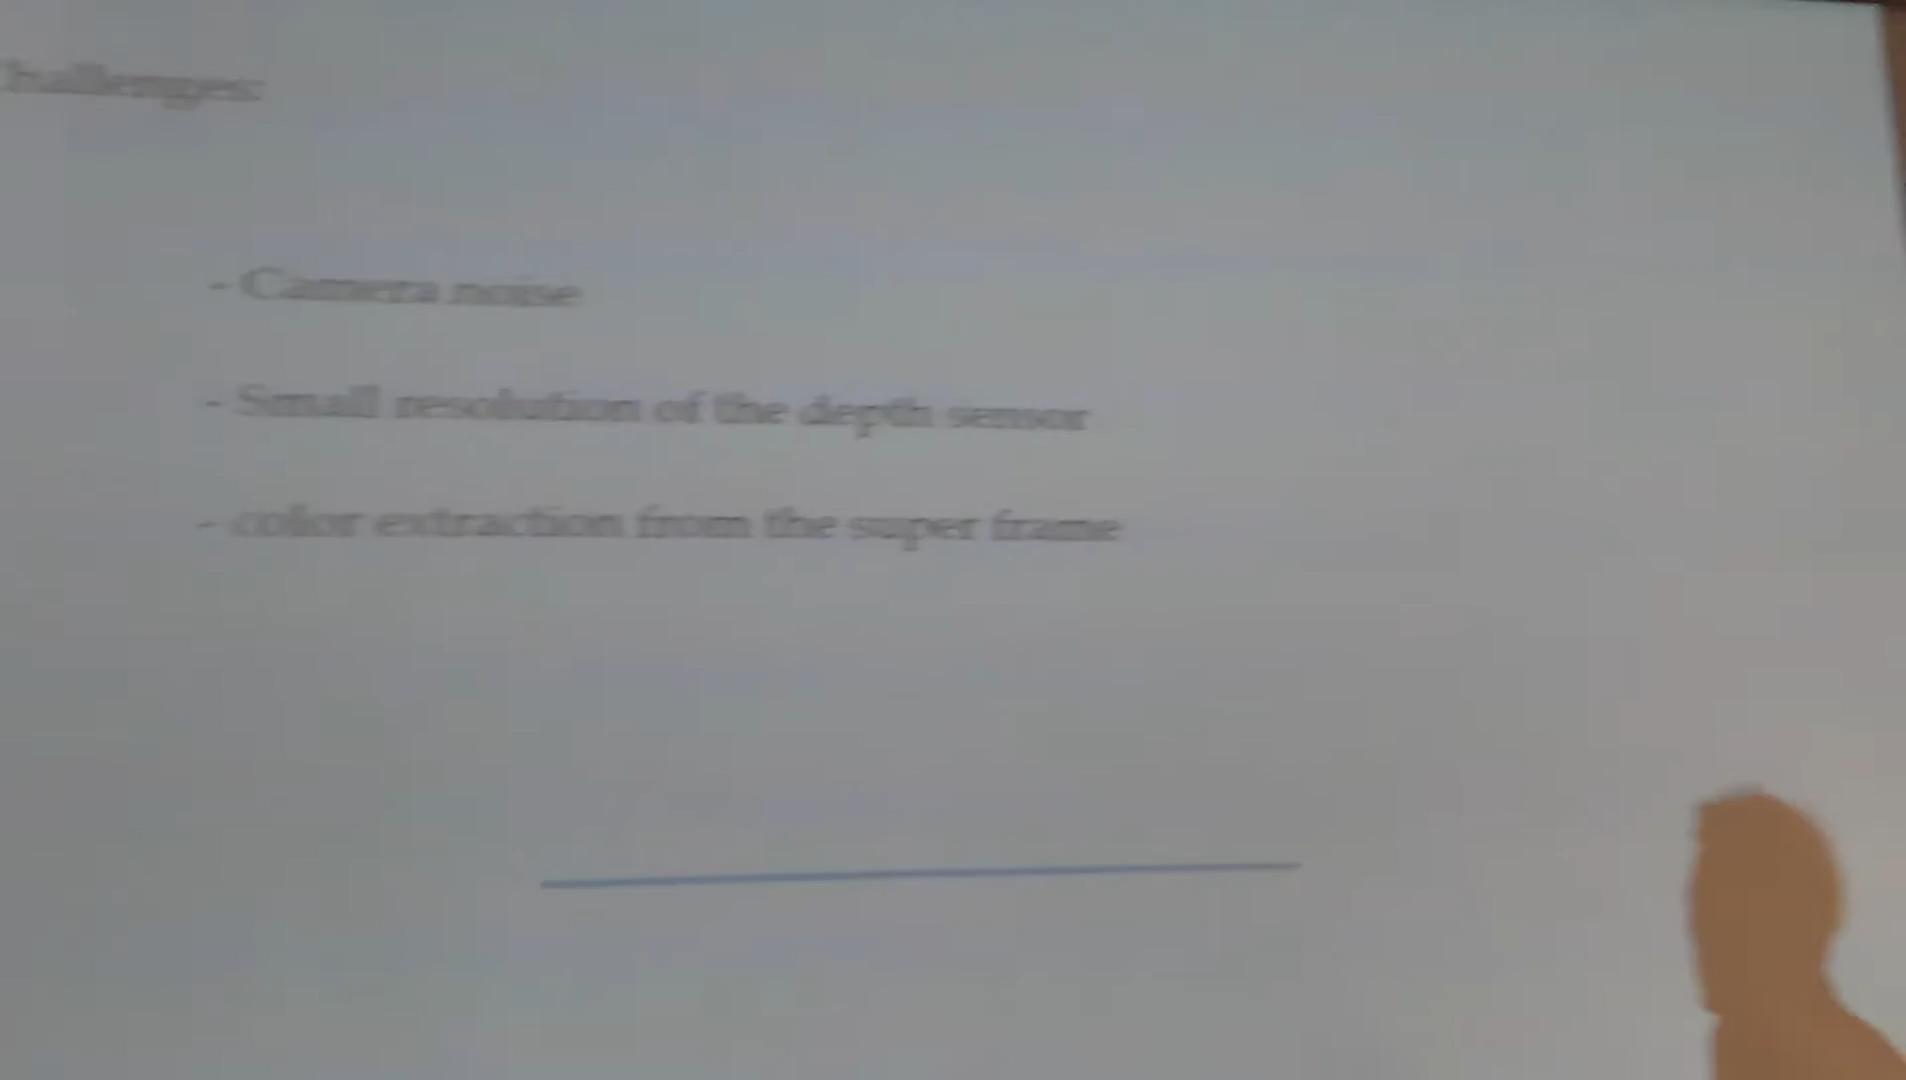 Challenges:
- Camera noise
- Small resolution of the depth sensor
- color extraction from the super frame